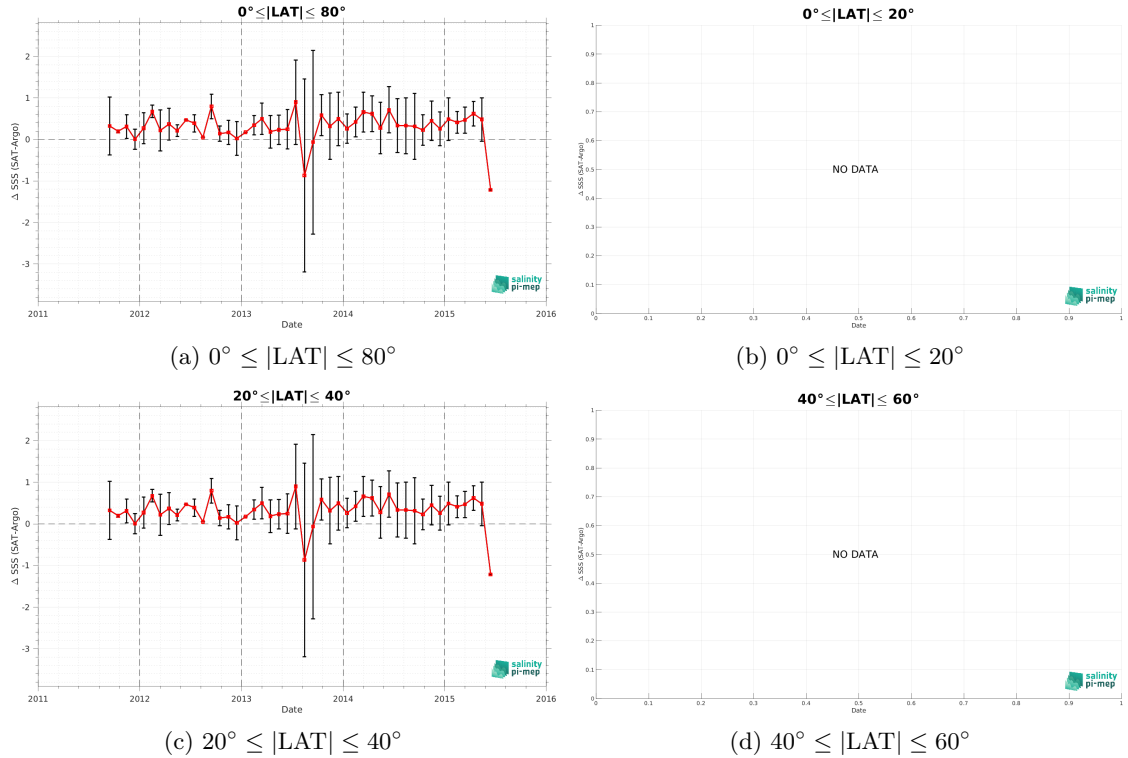 0°≤|LAT|≤ 80°
Δ SSS (SAT-Argo)
2
1
0
-1
-2
-3
salinity
pi-mep
2011 2012 2013 2014 2015 2016
Date
(a) 0° ≤ |LAT| ≤ 80°
0°≤|LAT|≤ 20°
Δ SSS (SAT-Argo)
1
0.9
0.8
0.7
0.6
0.5
0.4
0.3
0.2
0.1
0
NO DATA
salinity
pi-mep
0 0.1 0.2 0.3 0.4 0.5 0.6 0.7 0.8 0.9 1
Date
(b) 0° ≤ |LAT| ≤ 20°
20°≤|LAT|≤ 40°
Δ SSS (SAT-Argo)
2
1
0
-1
-2
-3
salinity
pi-mep
2011 2012 2013 2014 2015 2016
Date
(c) 20° ≤ |LAT| ≤ 40°
40°≤|LAT|≤ 60°
Δ SSS (SAT-Argo)
1
0.9
0.8
0.7
0.6
0.5
0.4
0.3
0.2
0.1
0
NO DATA
salinity
pi-mep
0 0.1 0.2 0.3 0.4 0.5 0.6 0.7 0.8 0.9 1
Date
(d) 40° ≤ |LAT| ≤ 60°